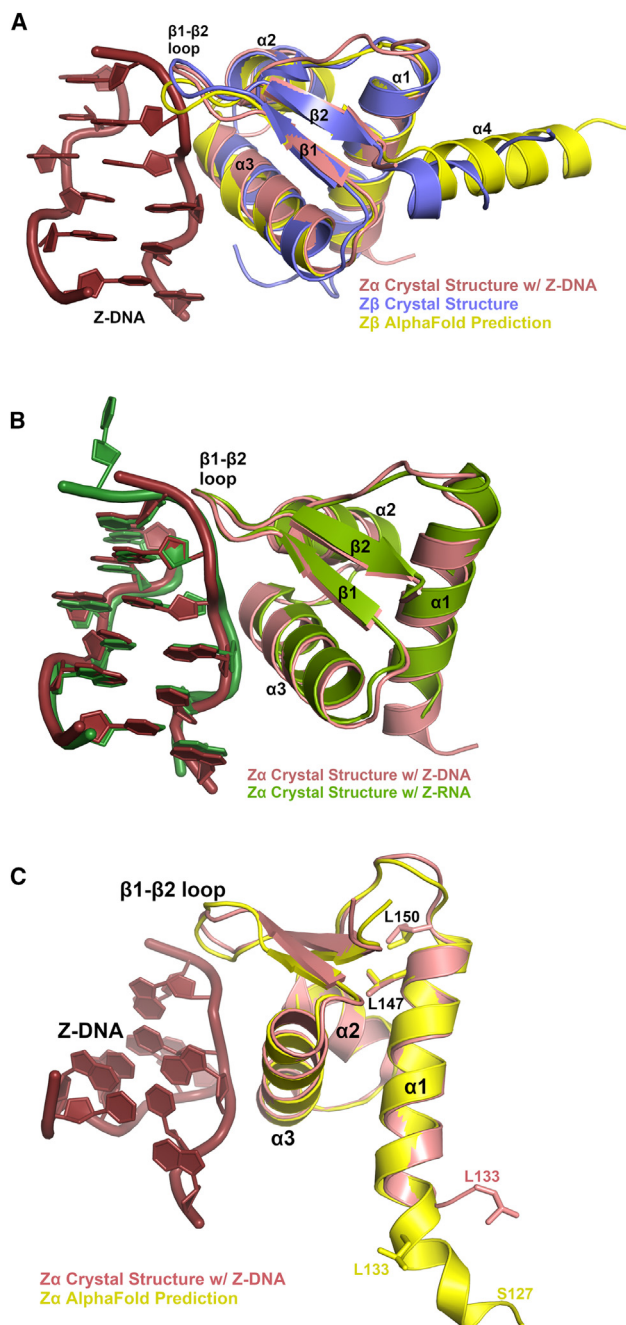 A
β1-β2
loop
α2
α1
β2
α4
β1
α3
Z-DNA
Zα Crystal Structure w/ Z-DNA
Zβ Crystal Structure
Zβ AlphaFold Prediction
B
β1-β2
loop
α2
β2
β1
α1
α3
Zα Crystal Structure w/ Z-DNA
Zα Crystal Structure w/ Z-RNA
C
β1-β2 loop
L150
L147
Z-DNA
α2
α1
α3
L133
L133
S127
Zα Crystal Structure w/ Z-DNA
Zα AlphaFold Prediction